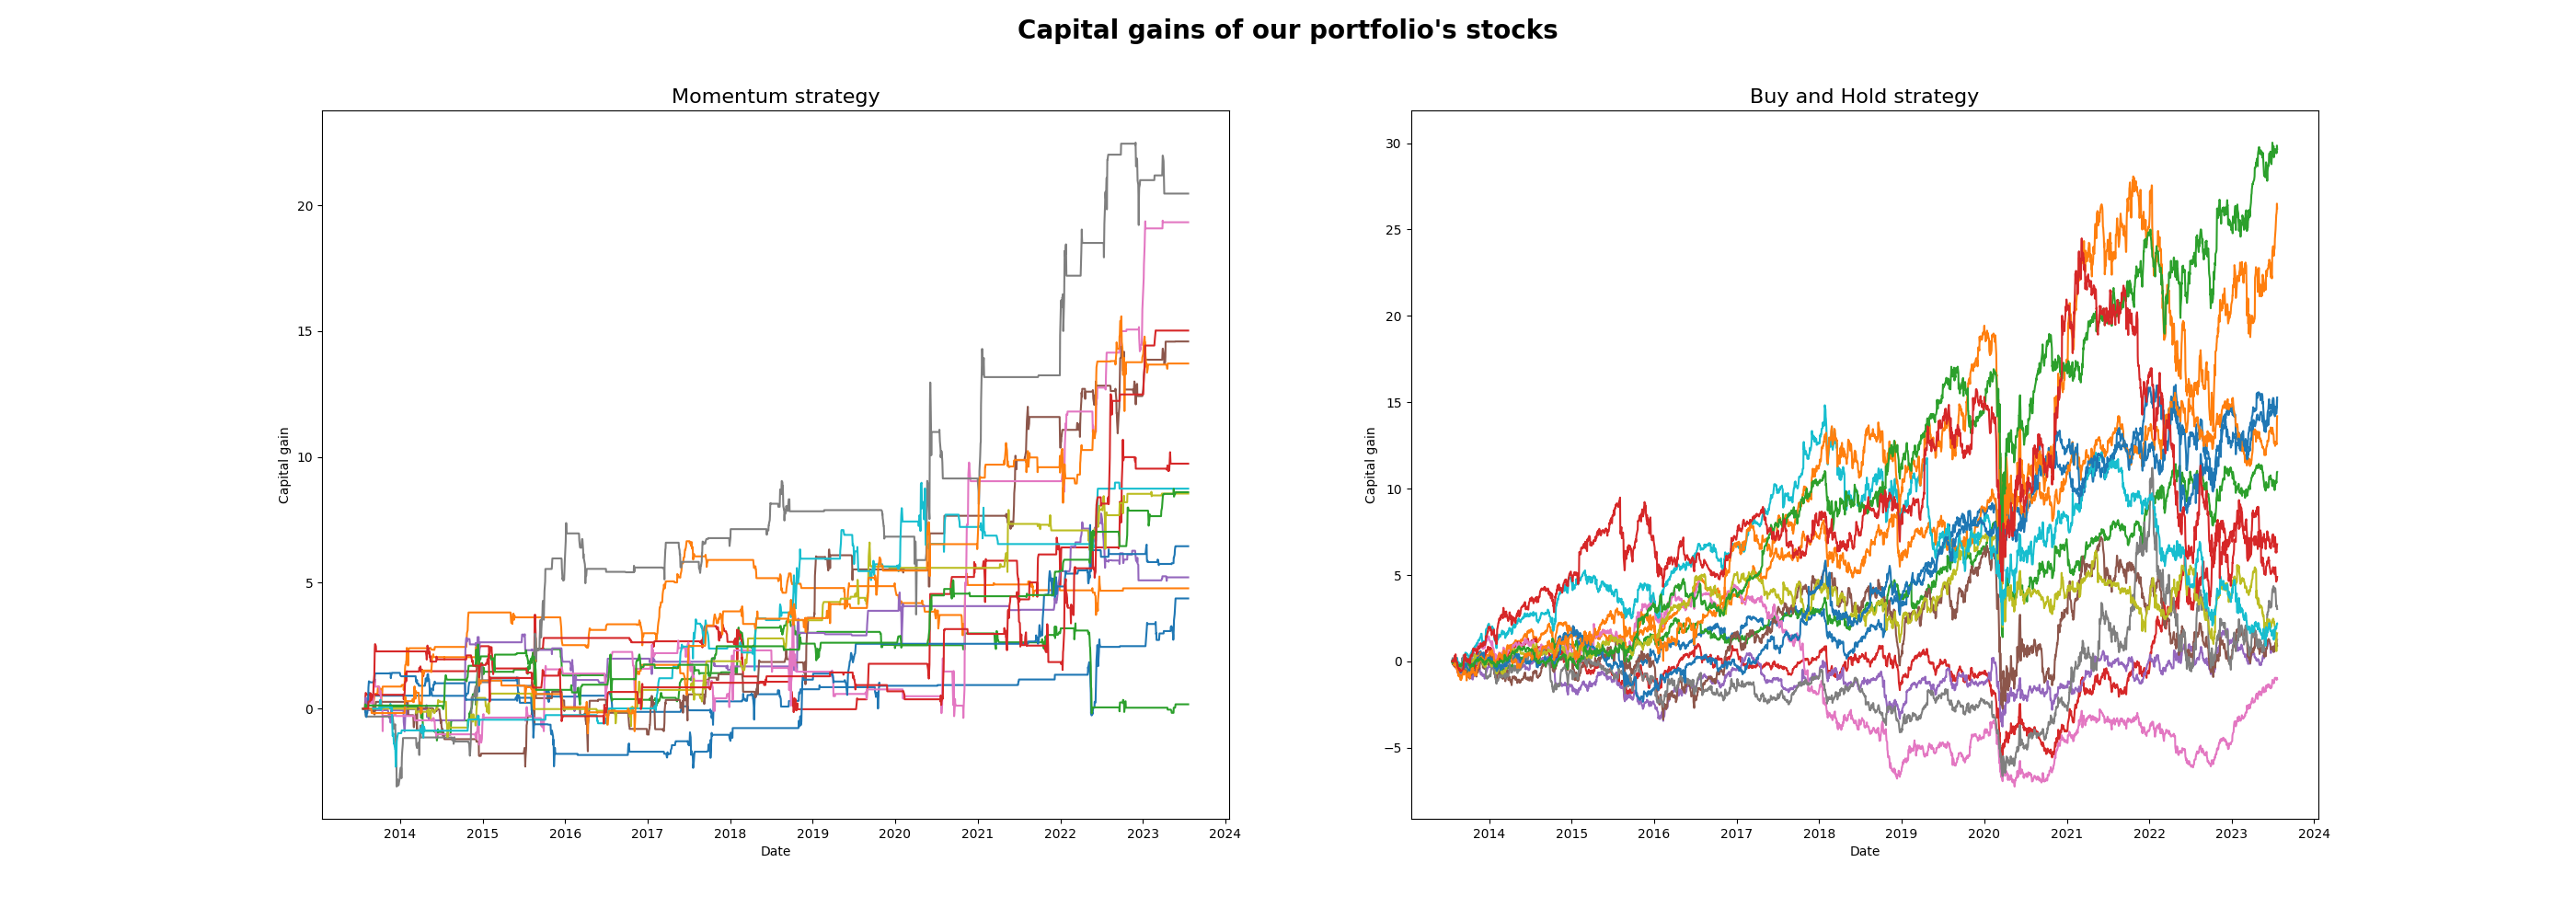 Capital gains of our portfolio's stocks
Momentum strategy
Capital gain
20
15
10
5
0
2014 2015 2016 2017 2018 2019 2020 2021 2022 2023 2024
Date
Buy and Hold strategy
Capital gain
30
25
20
15
10
5
0
−5
2014 2015 2016 2017 2018 2019 2020 2021 2022 2023 2024
Date